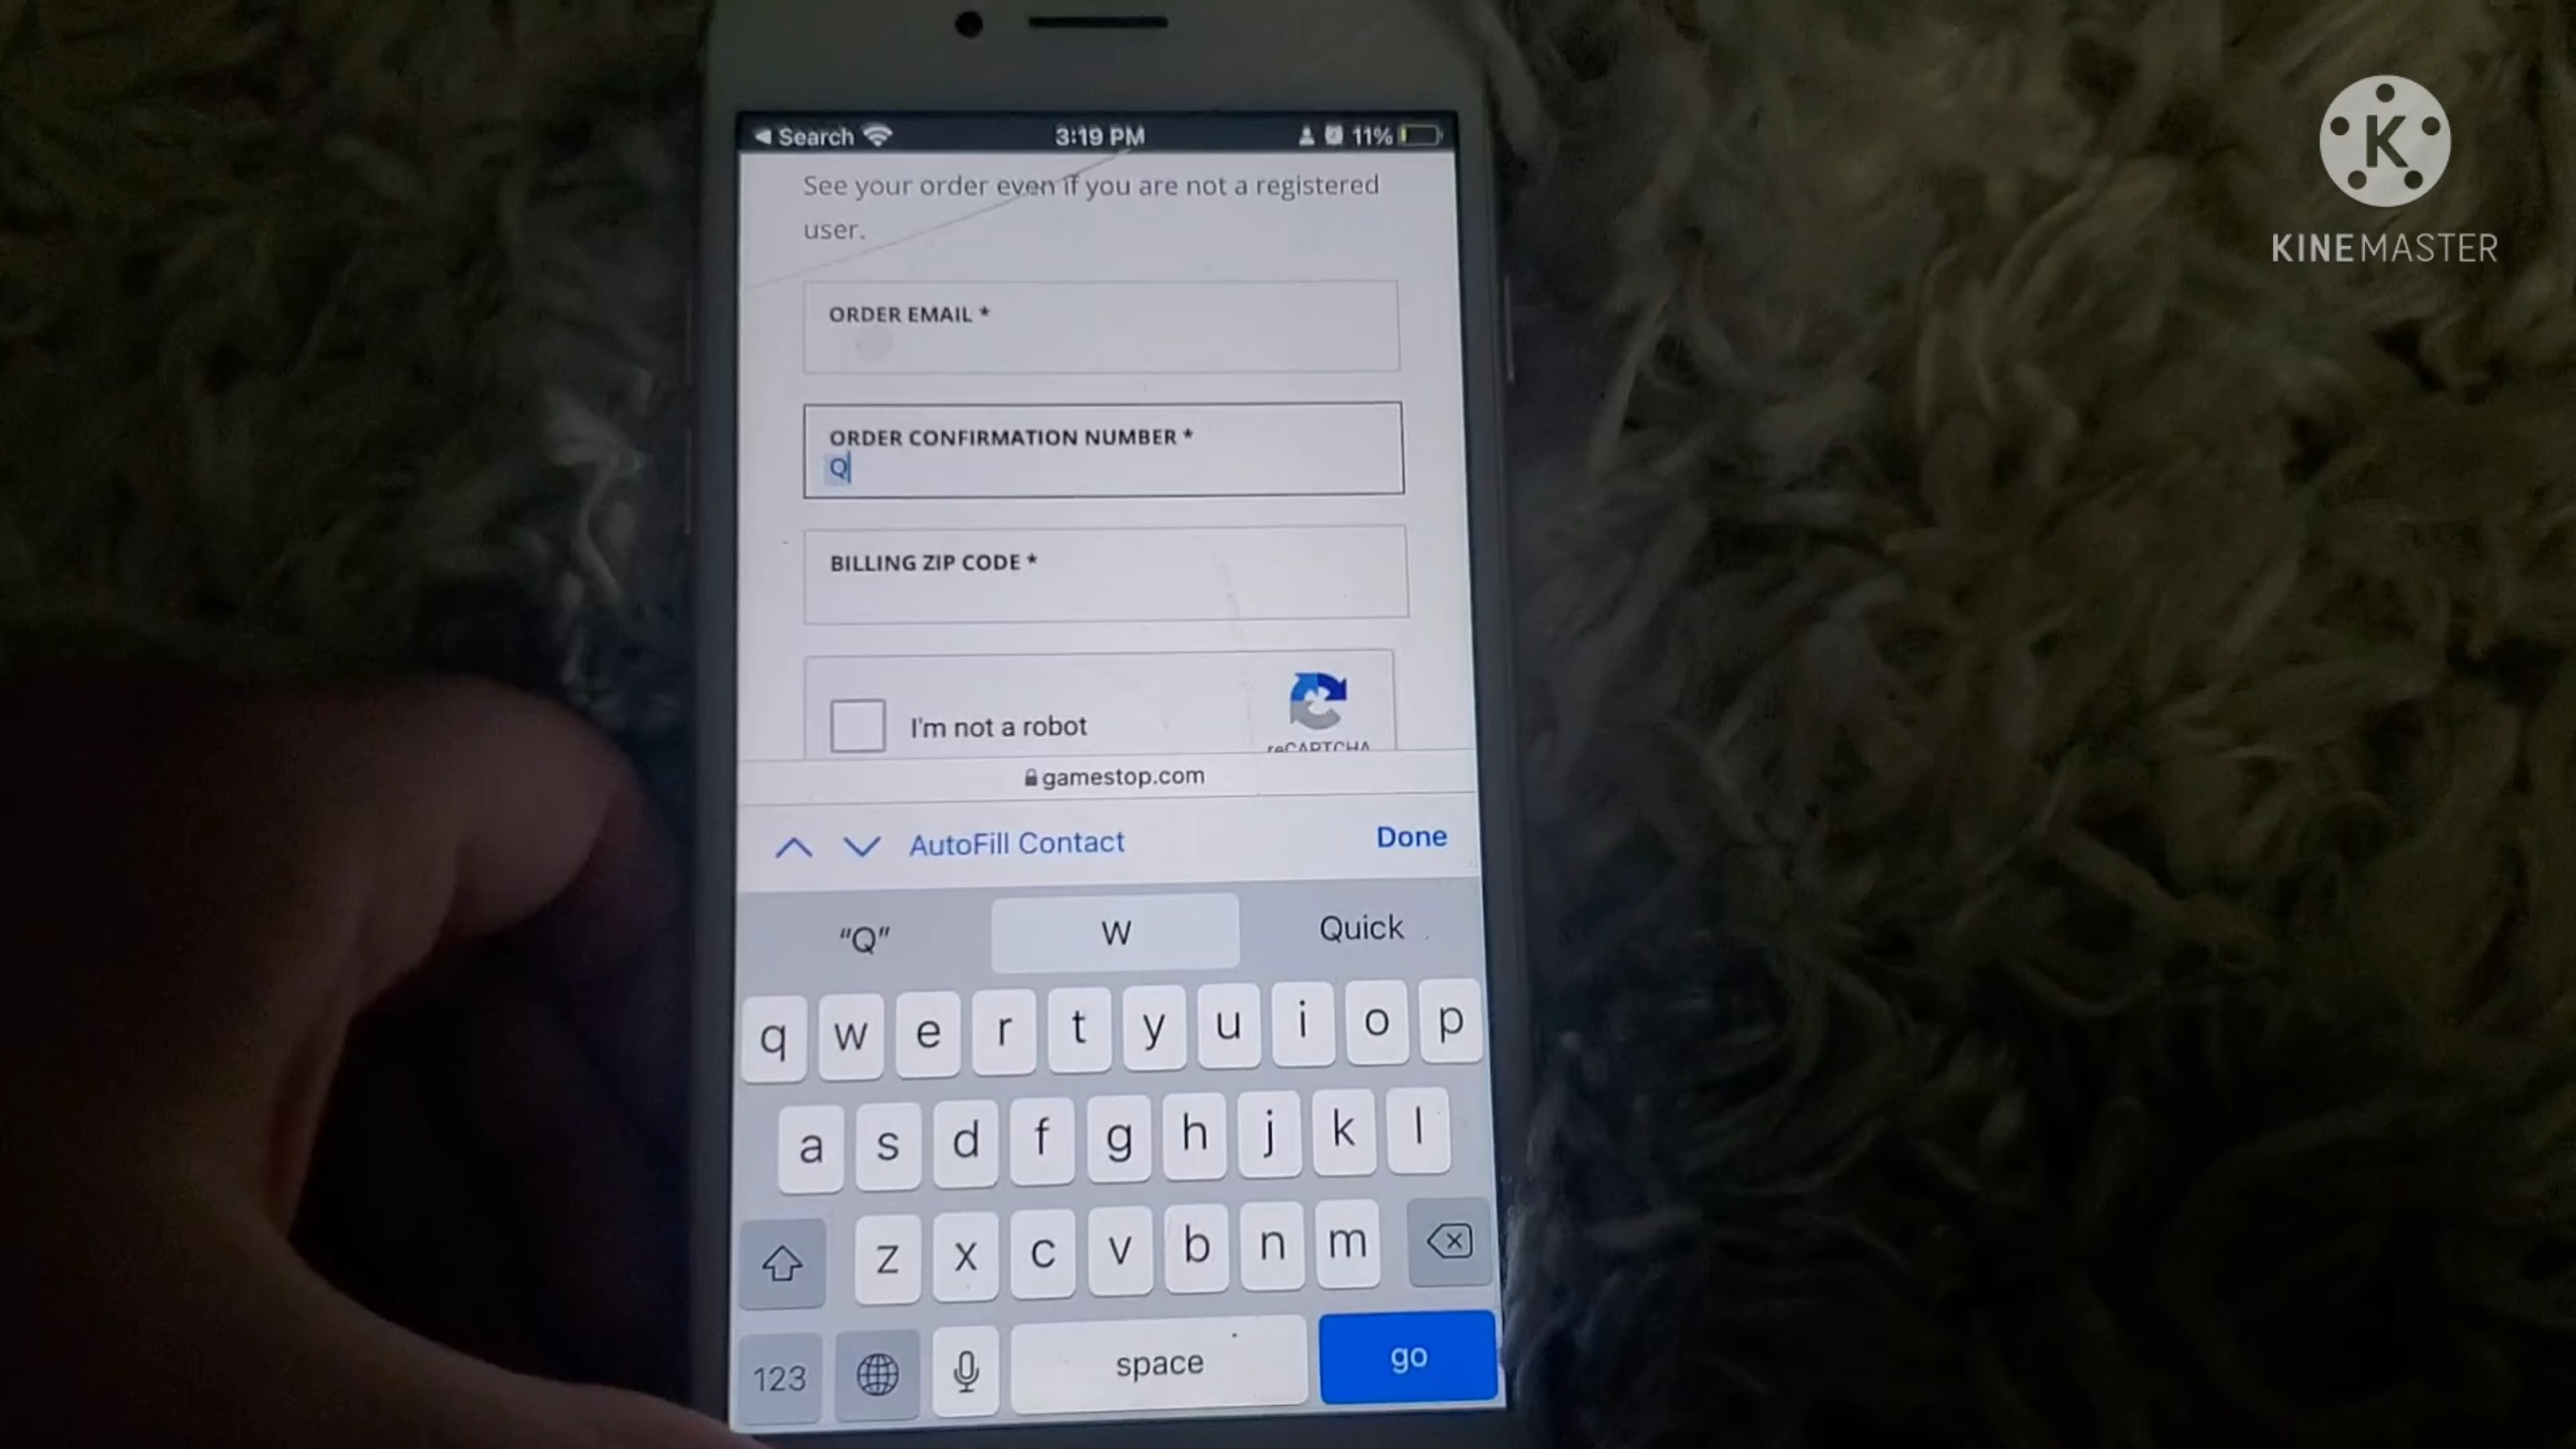 Search 3:19 PM 11%
See your order even if you are not a registered
user.
ORDER EMAIL *
ORDER CONFIRMATION NUMBER *
Q
BILLING ZIP CODE *
I'm not a robot
reCAPTCHA
gamestop.com
AutoFill Contact Done
"Q" W Quick
q w e r t y u i o p
a s d f g h j k l
z x c v b n m
123 space go
K
KINEMASTER